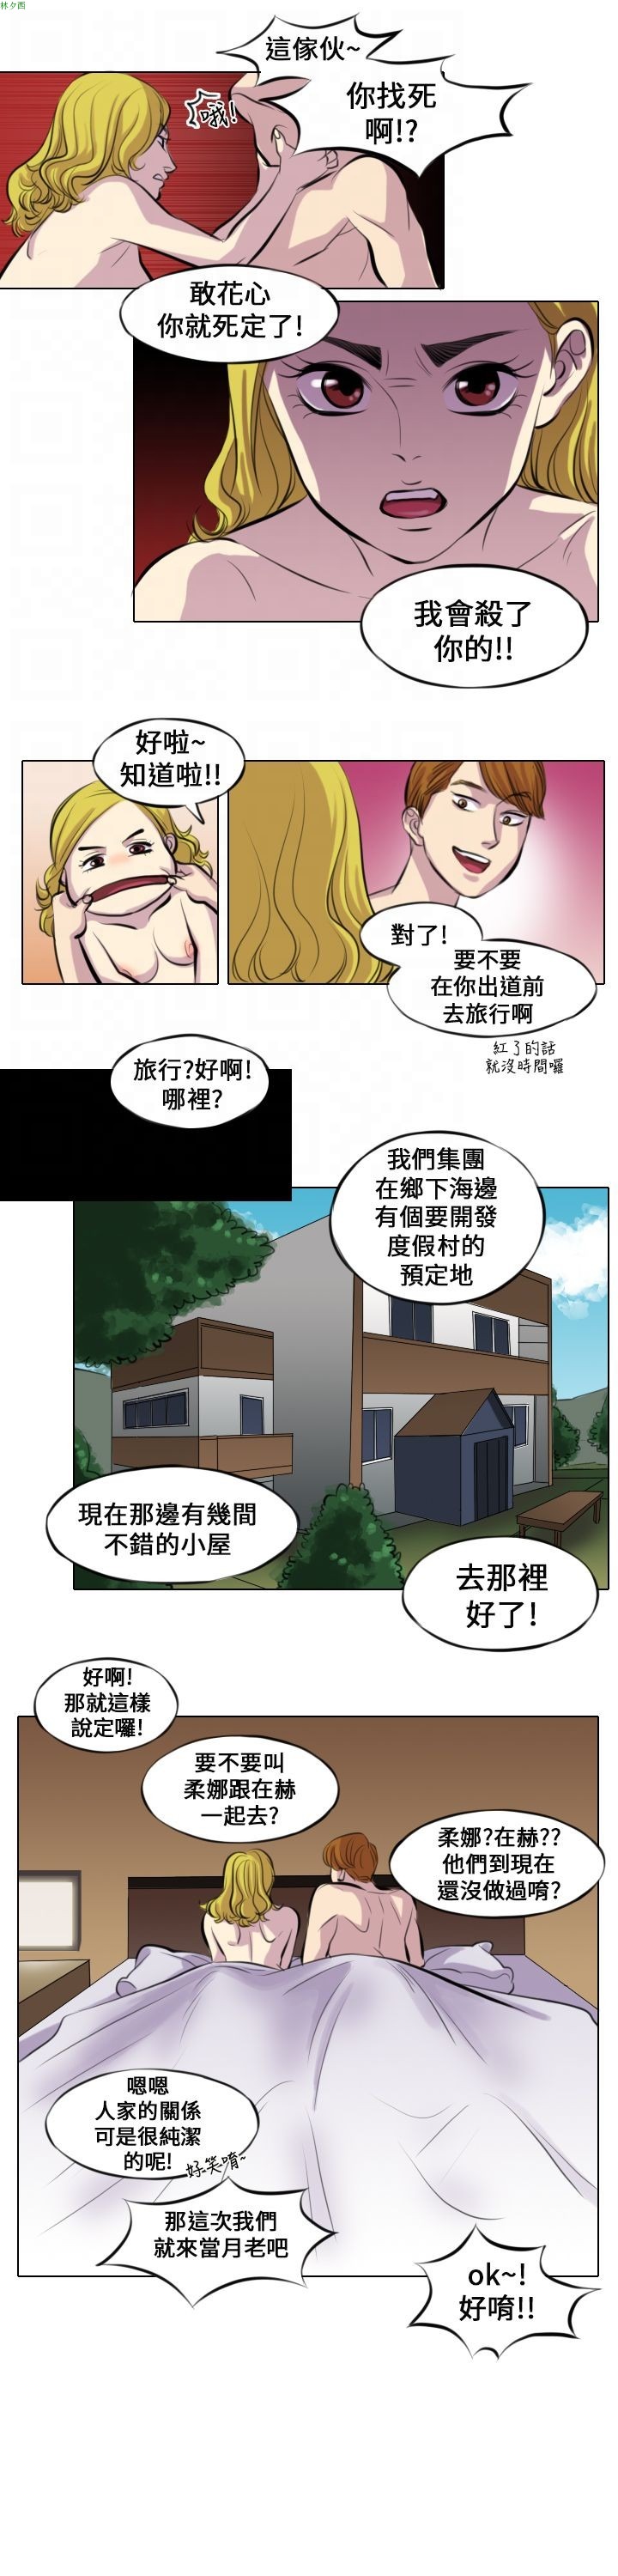 林夕西
這傢伙~
你找死
啊!?
哦!
敢花心
你就死定了!
我會殺了
你的!!
好啦~
知道啦!!
對了!
要不要
在你出道前
去旅行啊
紅了的話
就沒時間囉
旅行?好啊!
哪裡?
我們集團
在鄉下海邊
有個要開發
度假村的
預定地
現在那邊有幾間
不錯的小屋
去那裡
好了!
好啊!
那就這樣
說定囉!
要不要叫
柔娜跟在赫
一起去?
柔娜?在赫??
他們到現在
還沒做過唷?
嗯嗯
人家的關係
可是很純潔
的呢!
好笑唷~
那這次我們
就來當月老吧
ok~!
好唷!!